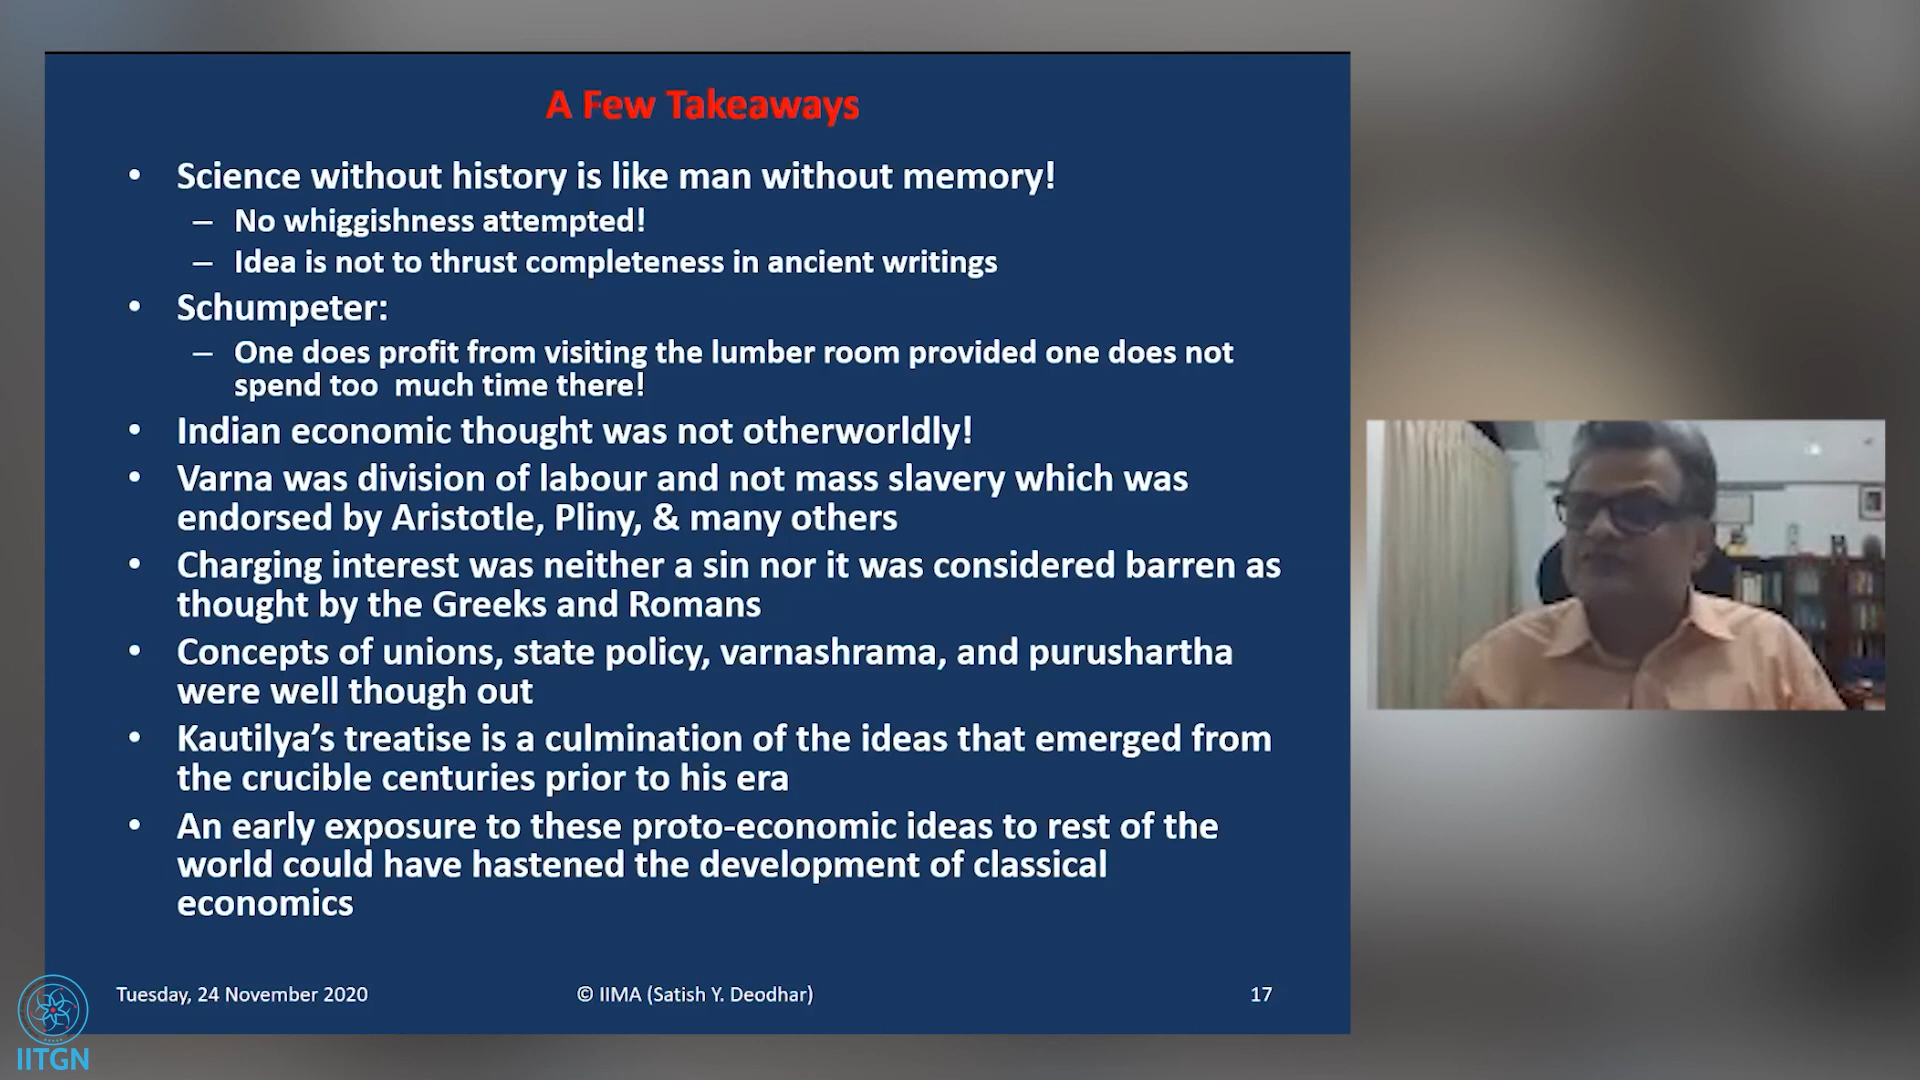 A Few Takeaways
• Science without history is like man without memory!
– No whiggishness attempted!
– Idea is not to thrust completeness in ancient writings
• Schumpeter:
– One does profit from visiting the lumber room provided one does not
spend too  much time there!
• Indian economic thought was not otherworldly!
• Varna was division of labour and not mass slavery which was
endorsed by Aristotle, Pliny, & many others
• Charging interest was neither a sin nor it was considered barren as
thought by the Greeks and Romans
• Concepts of unions, state policy, varnashrama, and purushartha
were well though out
• Kautilya’s treatise is a culmination of the ideas that emerged from
the crucible centuries prior to his era
• An early exposure to these proto-economic ideas to rest of the
world could have hastened the development of classical
economics
Tuesday, 24 November 2020
© IIMA (Satish Y. Deodhar)
17
IITGN